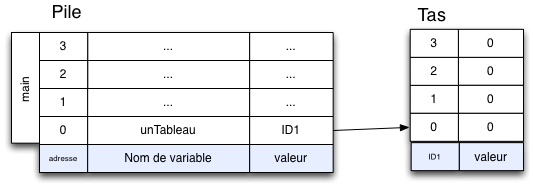 Pile
main
3 ... ...
2 ... ...
1 ... ...
0 unTableau ID1
adresse Nom de variable valeur
Tas
3 0
2 0
1 0
0 0
ID1 valeur